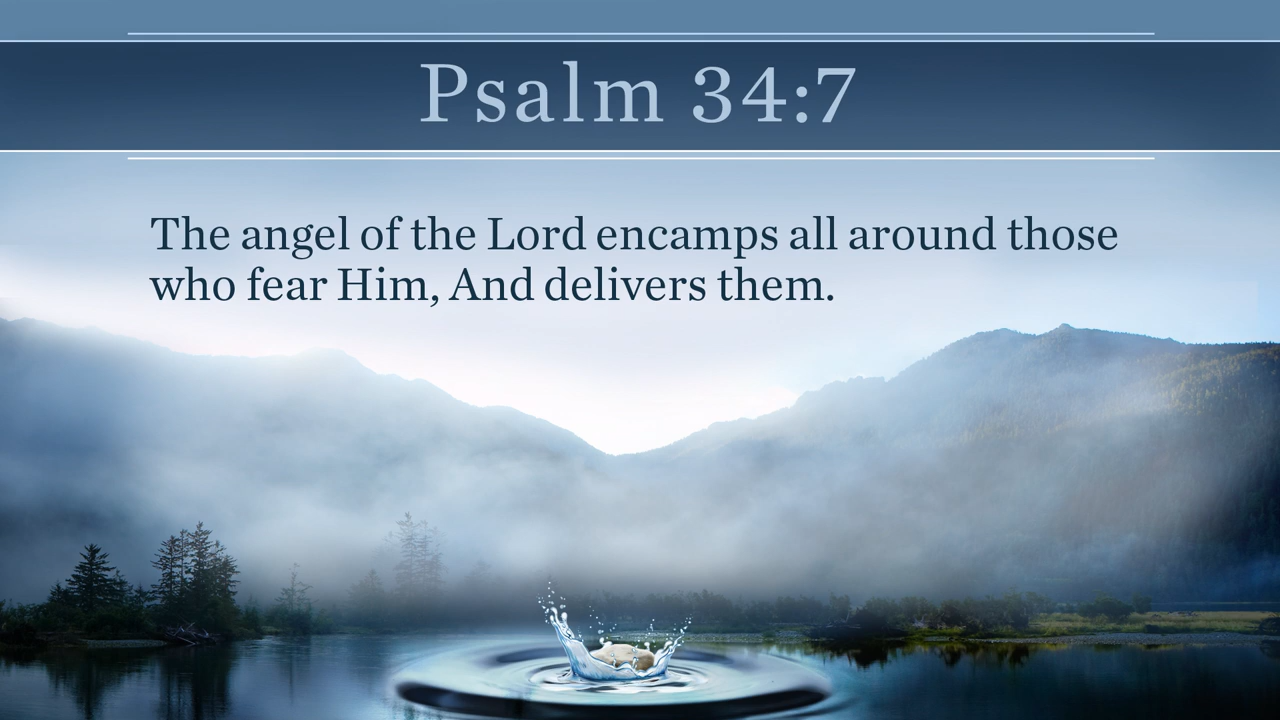 Psalm 34:7
The angel of the Lord encamps all around those
who fear Him, And delivers them.